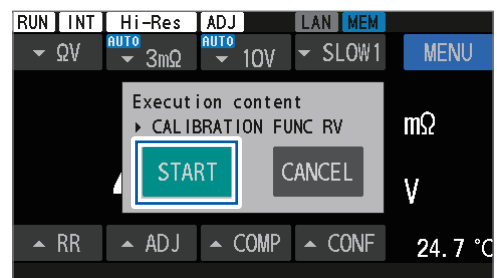 RUN INT Hi-Res ADJ LAN MEM
ΩV AUTO 3mΩ AUTO 10V SLOW1 MENU
Execution content
CALIBRATION FUNC RV
mΩ
START CANCEL
V
RR ADJ COMP CONF 24.7 °C